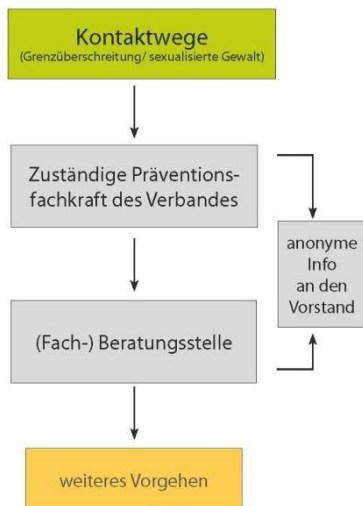 Kontaktwege
(Grenzüberschreitung/ sexualisierte Gewalt)
Zuständige Präventions-
fachkraft des Verbandes
anonyme
Info
an den
Vorstand
(Fach-) Beratungsstelle
weiteres Vorgehen